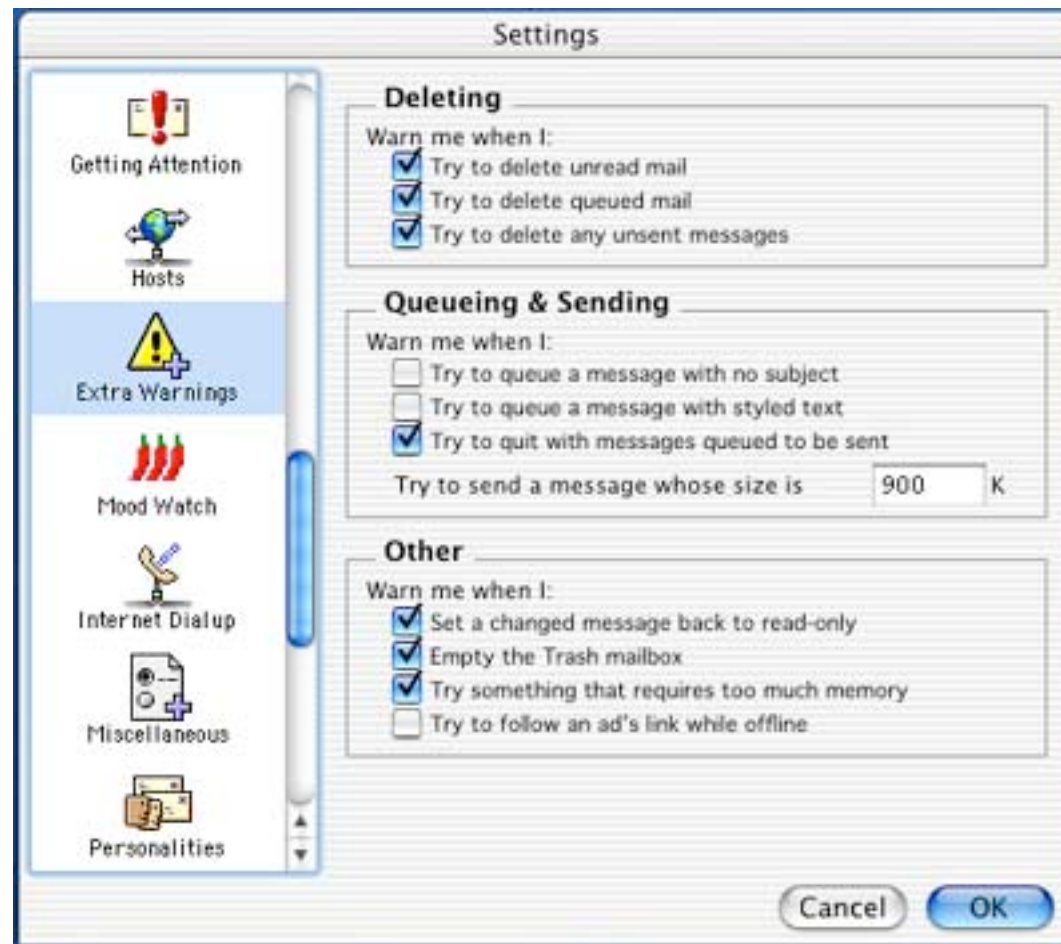 Settings
Getting Attention
Hosts
Extra Warnings
Mood Watch
Internet Dialup
Miscellaneous
Personalities
Deleting
Warn me when I:
Try to delete unread mail
Try to delete queued mail
Try to delete any unsent messages
Queueing & Sending
Warn me when I:
Try to queue a message with no subject
Try to queue a message with styled text
Try to quit with messages queued to be sent
Try to send a message whose size is 900 K
Other
Warn me when I:
Set a changed message back to read-only
Empty the Trash mailbox
Try something that requires too much memory
Try to follow an ad's link while offline
Cancel OK